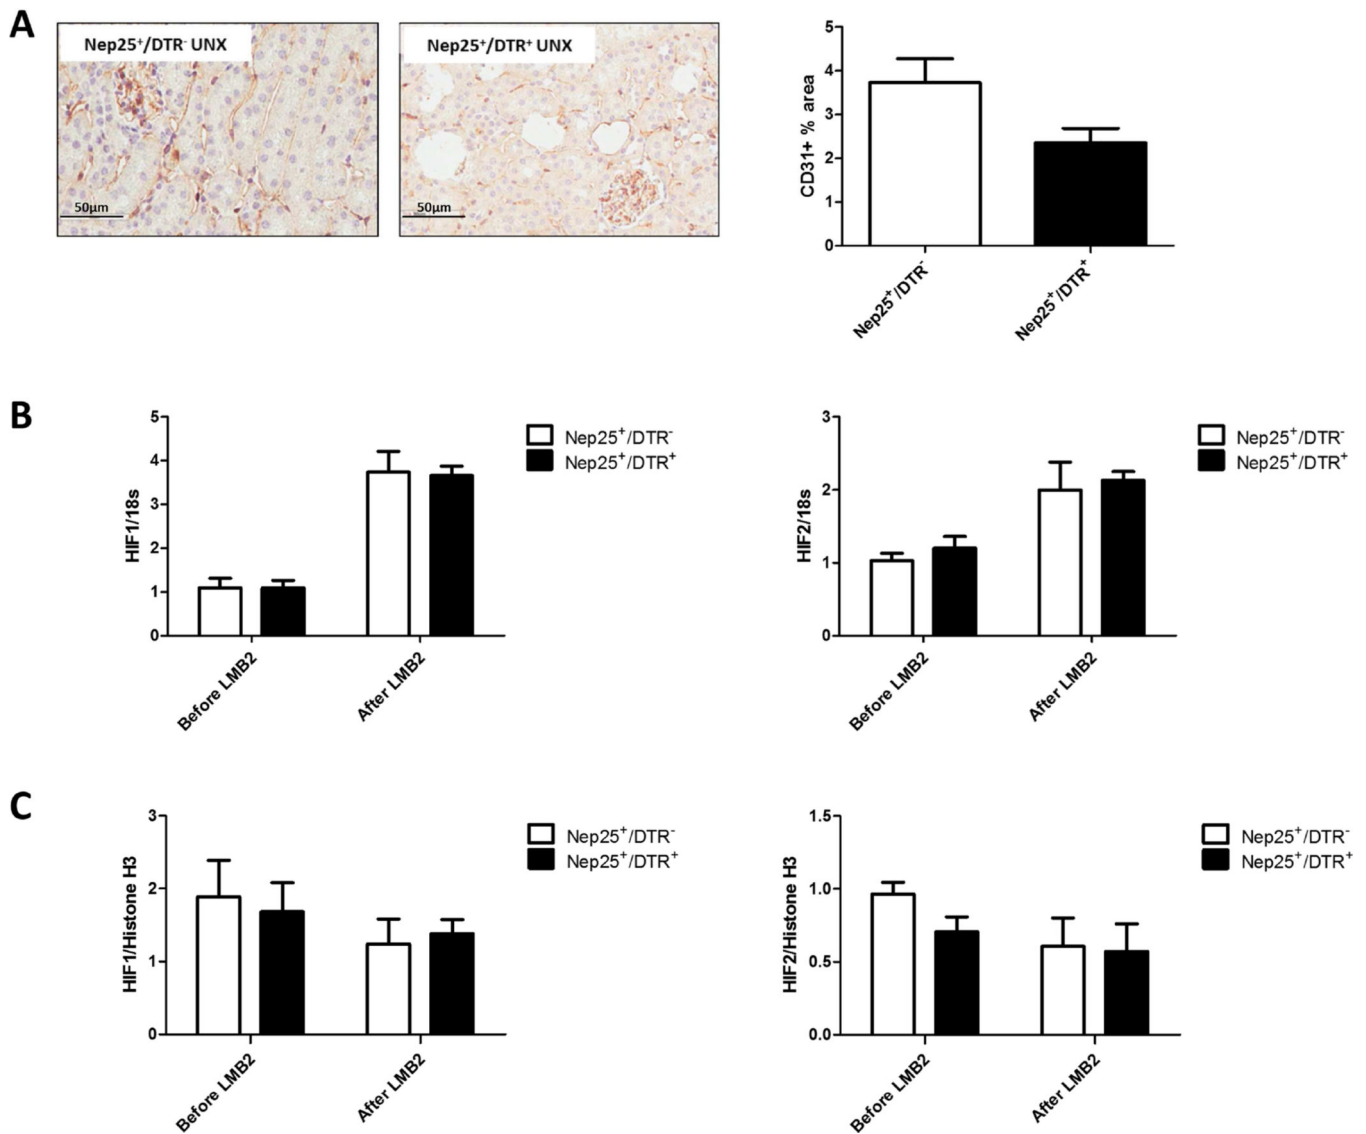 A
Nep25⁺/DTR⁻ UNX
50µm
Nep25⁺/DTR⁺ UNX
50µm
CD31+ % area
5
4
3
2
1
0
Nep25⁺/DTR⁻
Nep25⁺/DTR⁺
B
HIF1/18s
5
4
3
2
1
0
Before LMB2
After LMB2
Nep25⁺/DTR⁻
Nep25⁺/DTR⁺
HIF2/18s
3
2
1
0
Before LMB2
After LMB2
Nep25⁺/DTR⁻
Nep25⁺/DTR⁺
C
HIF1/Histone H3
3
2
1
0
Before LMB2
After LMB2
Nep25⁺/DTR⁻
Nep25⁺/DTR⁺
HIF2/Histone H3
1.5
1.0
0.5
0.0
Before LMB2
After LMB2
Nep25⁺/DTR⁻
Nep25⁺/DTR⁺